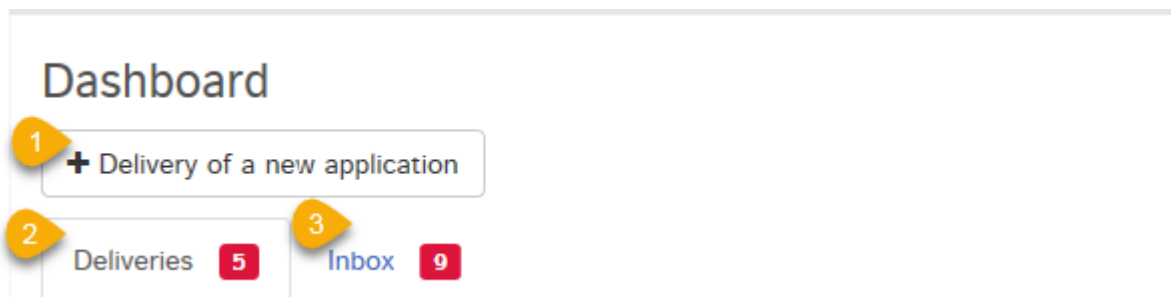 Dashboard
1
+ Delivery of a new application
2
3
Deliveries 5 Inbox 9